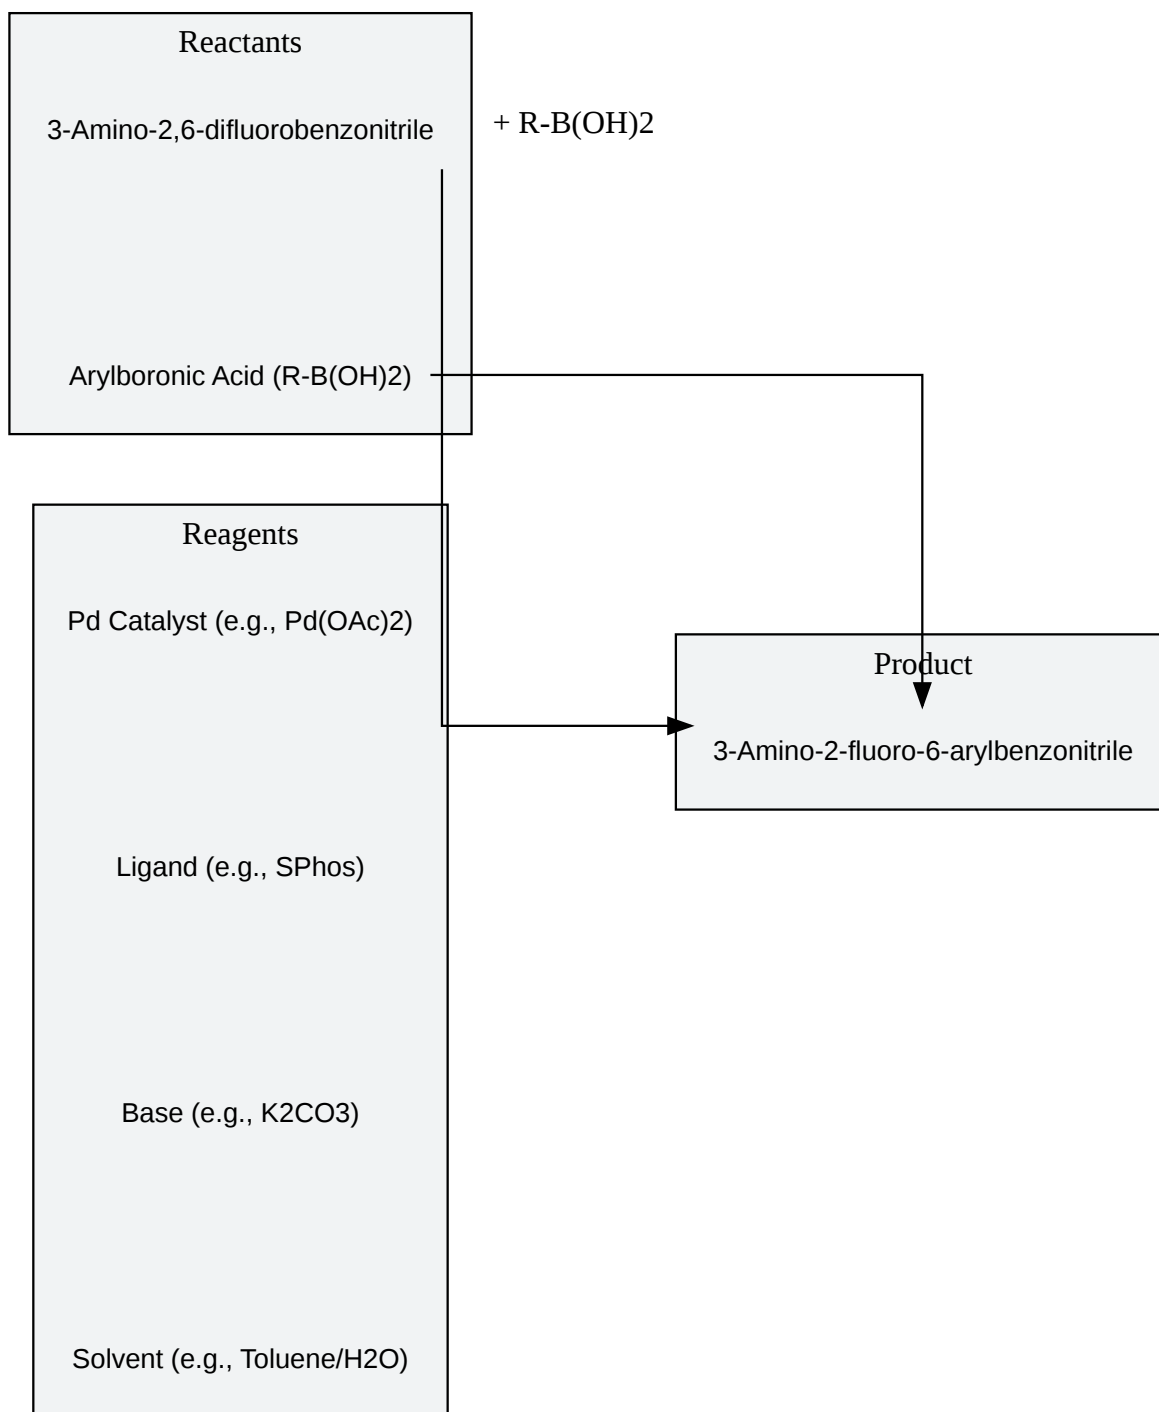 Reactants
3-Amino-2,6-difluorobenzonitrile
+ R-B(OH)2
Arylboronic Acid (R-B(OH)2)
Reagents
Pd Catalyst (e.g., Pd(OAc)2)
Product
3-Amino-2-fluoro-6-arylbenzonitrile
Ligand (e.g., SPhos)
Base (e.g., K2CO3)
Solvent (e.g., Toluene/H2O)